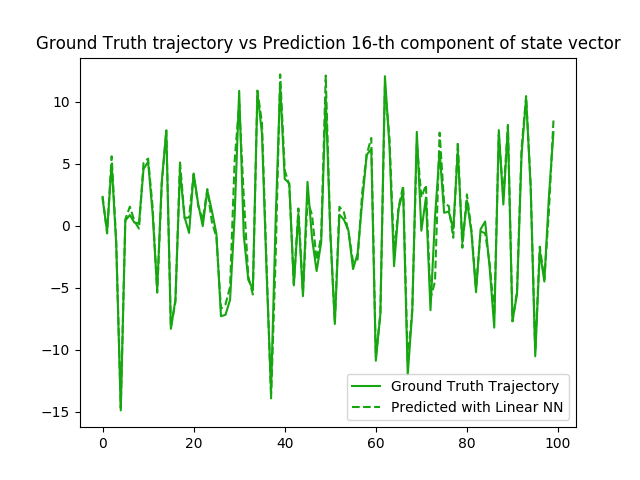 Ground Truth trajectory vs Prediction 16-th component of state vector
10
5
0
−5
−10
−15
Ground Truth Trajectory
Predicted with Linear NN
0 20 40 60 80 100